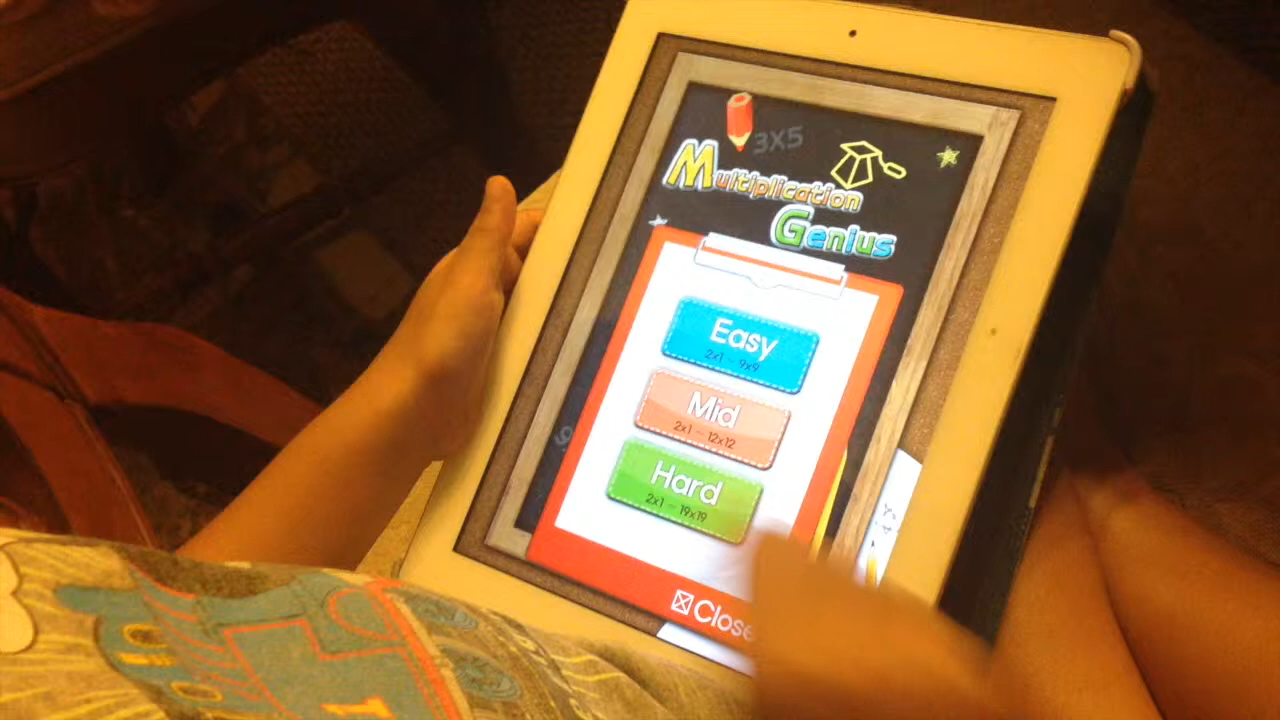 3X5
Multiplication
Genius
Easy
2x1 - 9x9
Mid
2x1 - 12x12
Hard
2x1 - 19x19
Close